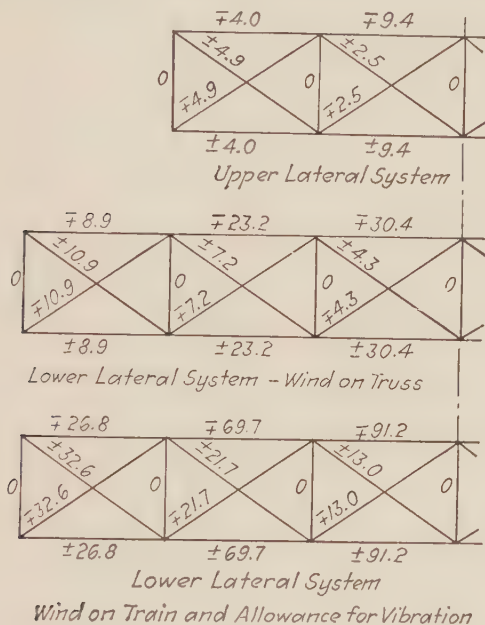 ∓4.0 ∓9.4
±4.9 ±2.5
0 0 0
∓4.9 ∓2.5
±4.0 ±9.4
Upper Lateral System
∓8.9 ∓23.2 ∓30.4
±10.9 ±7.2 ±4.3
0 0 0 0
∓10.9 ∓7.2 ∓4.3
±8.9 ±23.2 ±30.4
Lower Lateral System - Wind on Truss
∓26.8 ∓69.7 ∓91.2
±32.6 ±21.7 ±13.0
0 0 0 0
∓32.6 ∓21.7 ∓13.0
±26.8 ±69.7 ±91.2
Lower Lateral System
Wind on Train and Allowance for Vibration